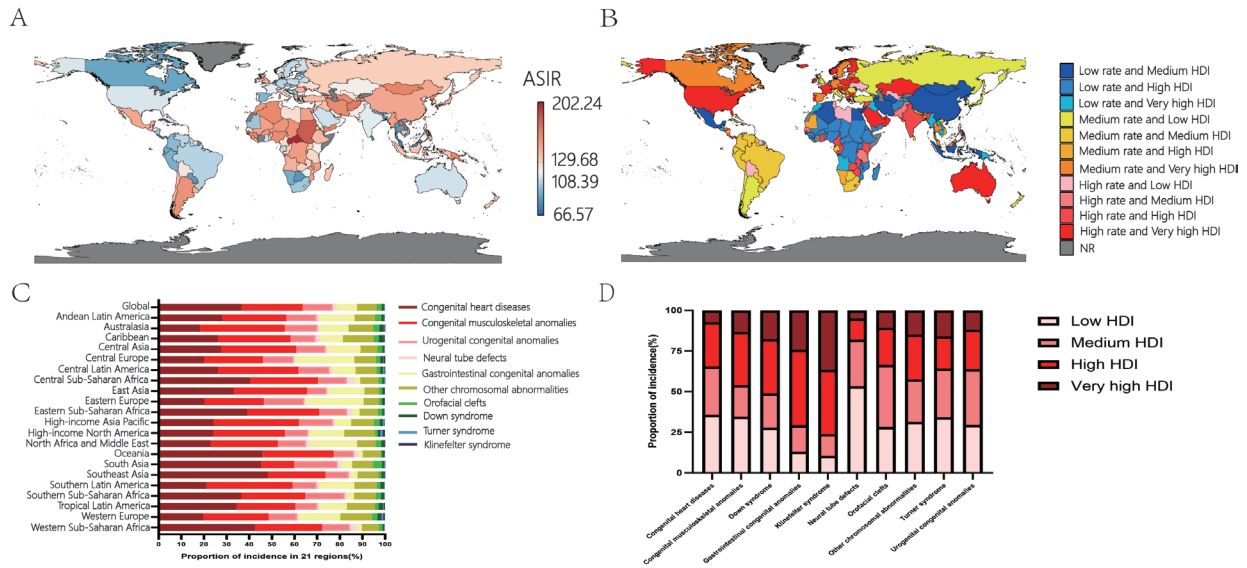 A
ASIR
202.24
129.68
108.39
66.57
B
Low rate and Medium HDI
Low rate and High HDI
Low rate and Very high HDI
Medium rate and Low HDI
Medium rate and Medium HDI
Medium rate and High HDI
Medium rate and Very high HDI
High rate and Low HDI
High rate and Medium HDI
High rate and High HDI
High rate and Very high HDI
NR
C
Global
Andean Latin America
Australasia
Caribbean
Central Asia
Central Europe
Central Latin America
Central Sub-Saharan Africa
East Asia
Eastern Europe
Eastern Sub-Saharan Africa
High-income Asia Pacific
High-income North America
North Africa and Middle East
Oceania
South Asia
Southeast Asia
Southern Latin America
Southern Sub-Saharan Africa
Tropical Latin America
Western Europe
Western Sub-Saharan Africa
0 10 20 30 40 50 60 70 80 90 100
Proportion of incidence in 21 regions(%)
Congenital heart diseases
Congenital musculoskeletal anomalies
Urogenital congenital anomalies
Neural tube defects
Gastrointestinal congenital anomalies
Other chromosomal abnormalities
Orofacial clefts
Down syndrome
Turner syndrome
Klinefelter syndrome
D
Proportion of incidence(%)
100
75
50
25
0
Congenital heart diseases
Congenital musculoskeletal anomalies
Down syndrome
Gastrointestinal congenital anomalies
Klinefelter syndrome
Neural tube defects
Orofacial clefts
Other chromosomal abnormalities
Turner syndrome
Urogenital congenital anomalies
Low HDI
Medium HDI
High HDI
Very high HDI